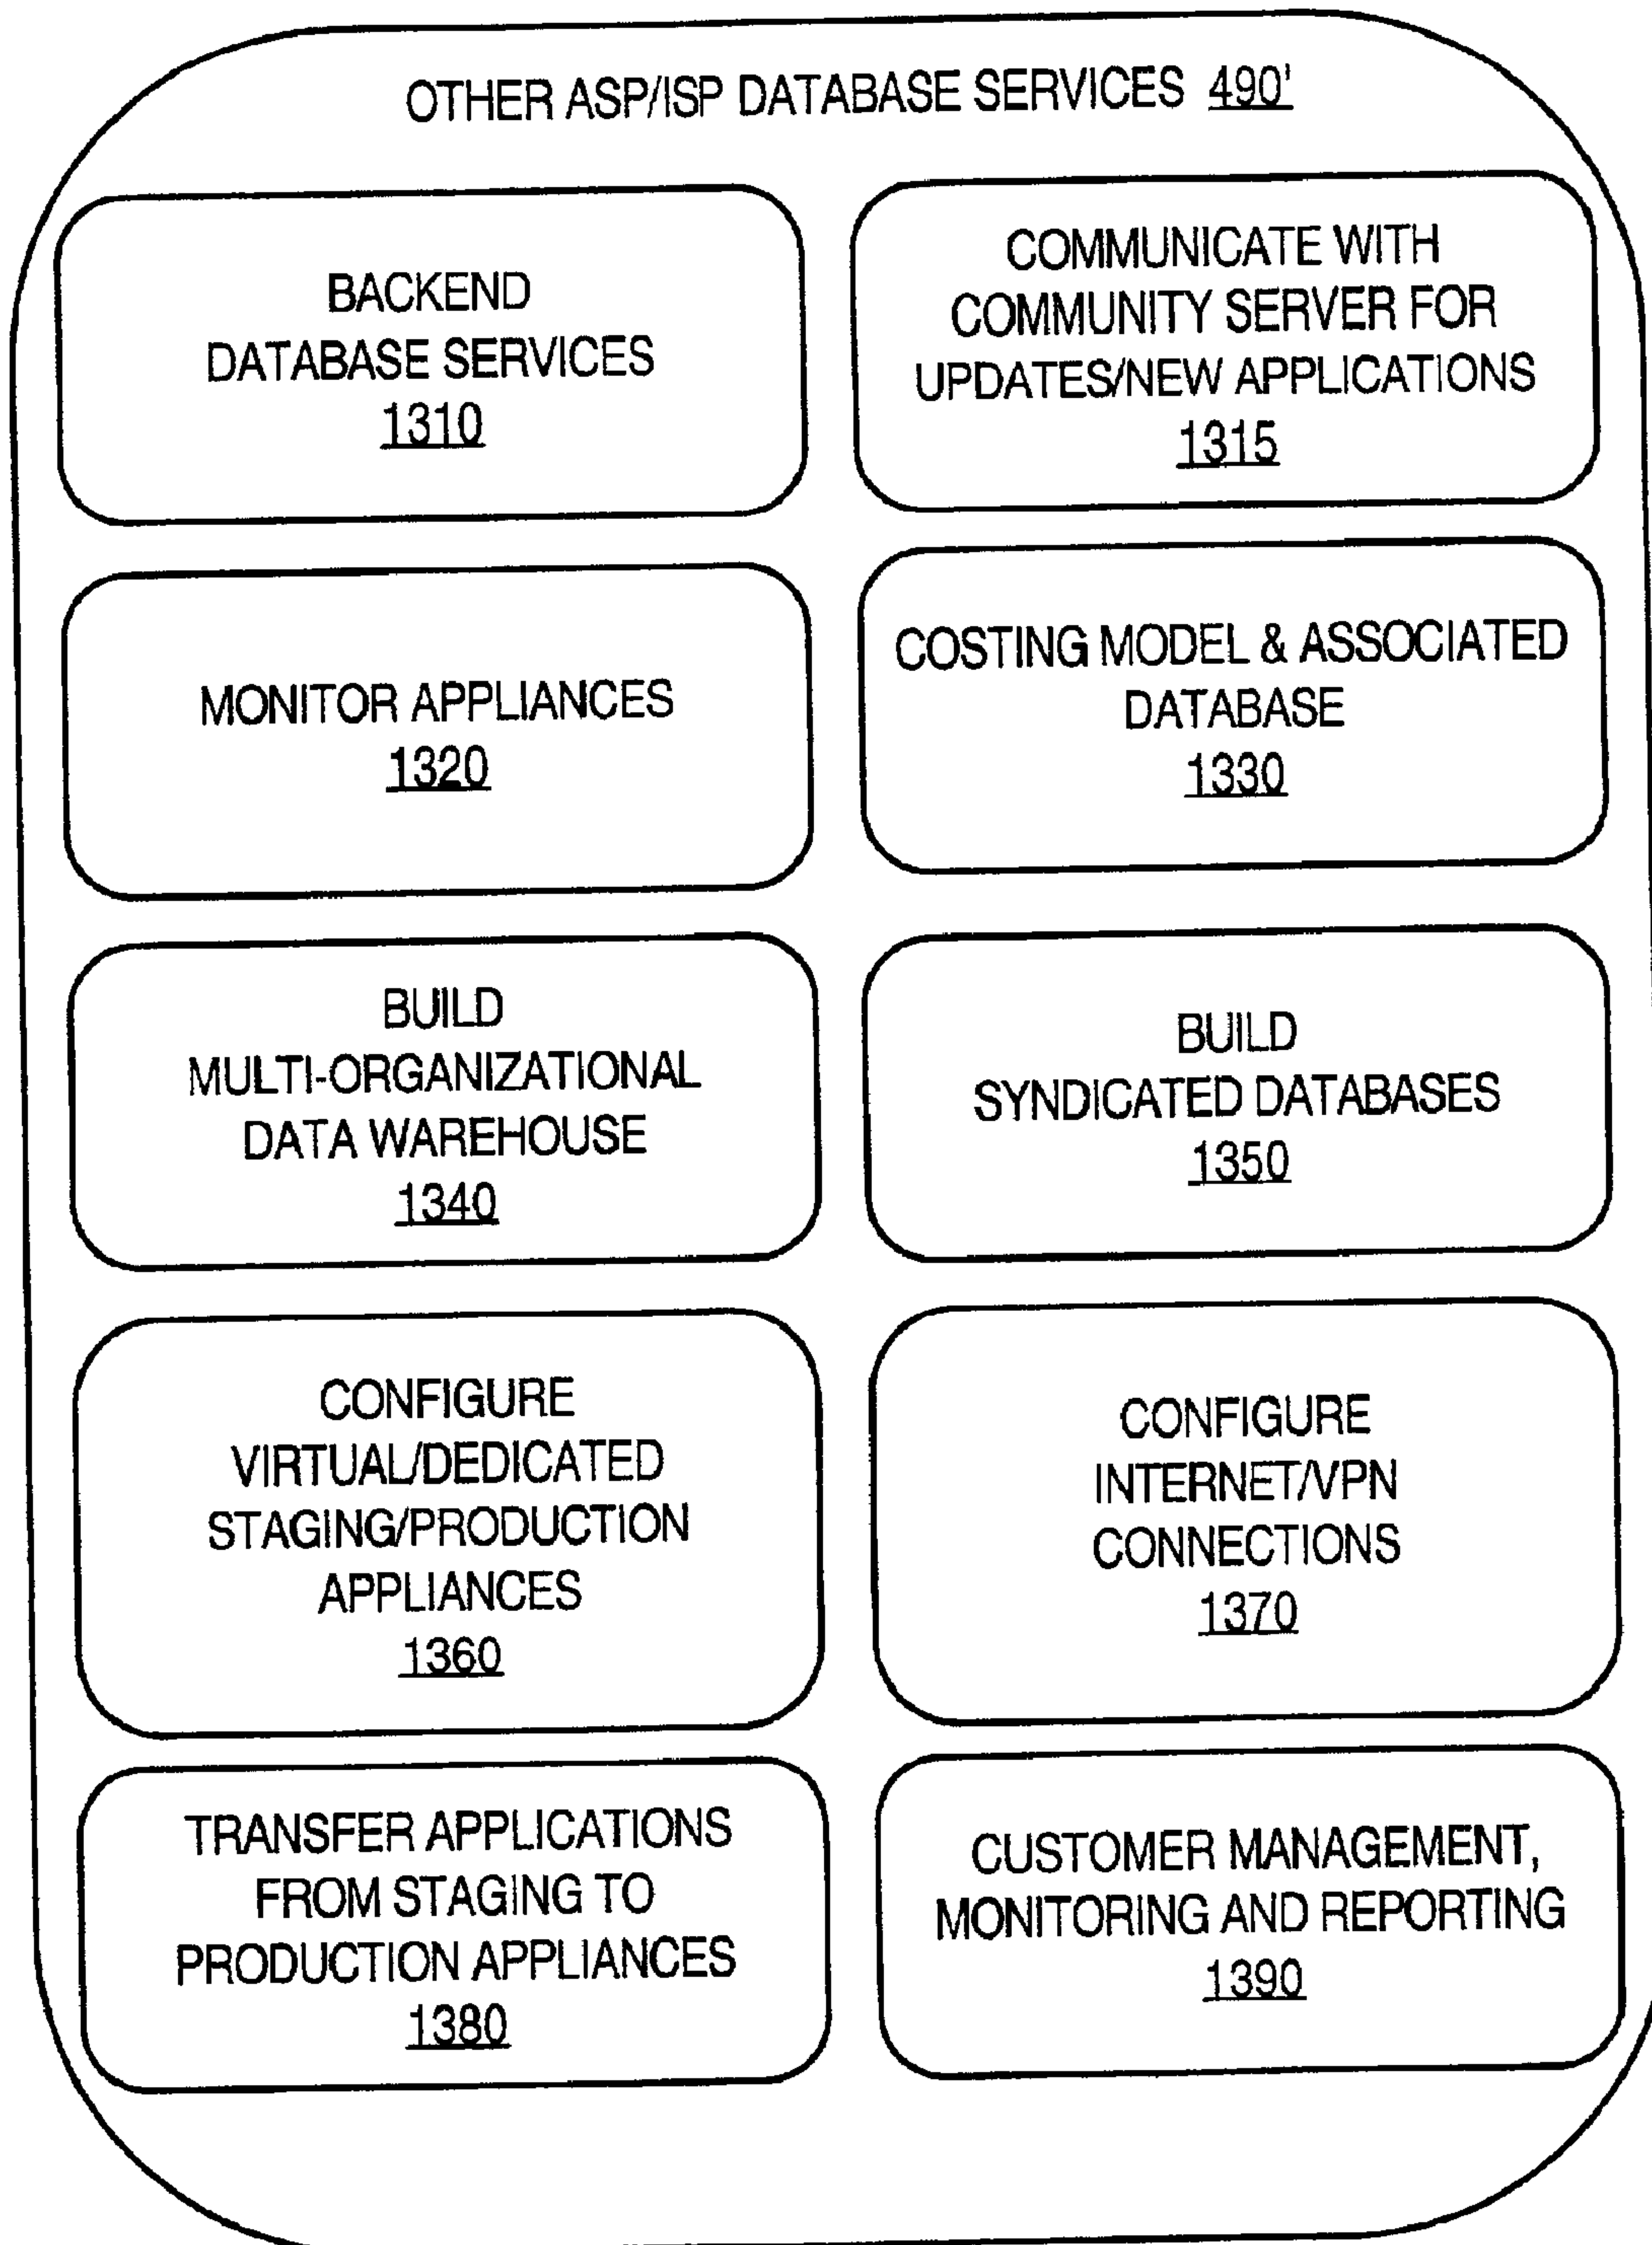 OTHER ASP/ISP DATABASE SERVICES 490'
BACKEND
DATABASE SERVICES
1310
COMMUNICATE WITH
COMMUNITY SERVER FOR
UPDATES/NEW APPLICATIONS
1315
MONITOR APPLIANCES
1320
COSTING MODEL & ASSOCIATED
DATABASE
1330
BUILD
MULTI-ORGANIZATIONAL
DATA WAREHOUSE
1340
BUILD
SYNDICATED DATABASES
1350
CONFIGURE
VIRTUAL/DEDICATED
STAGING/PRODUCTION
APPLIANCES
1360
CONFIGURE
INTERNET/VPN
CONNECTIONS
1370
TRANSFER APPLICATIONS
FROM STAGING TO
PRODUCTION APPLIANCES
1380
CUSTOMER MANAGEMENT,
MONITORING AND REPORTING
1390